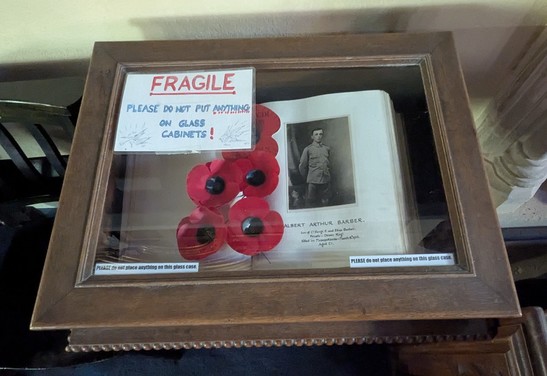 FRAGILE
PLEASE DO NOT PUT ANYTHING
ON GLASS
CABINETS!
ALBERT ARTHUR BARBER.
PLEASE do not place anything on this glass case.
PLEASE do not place anything on this glass case.